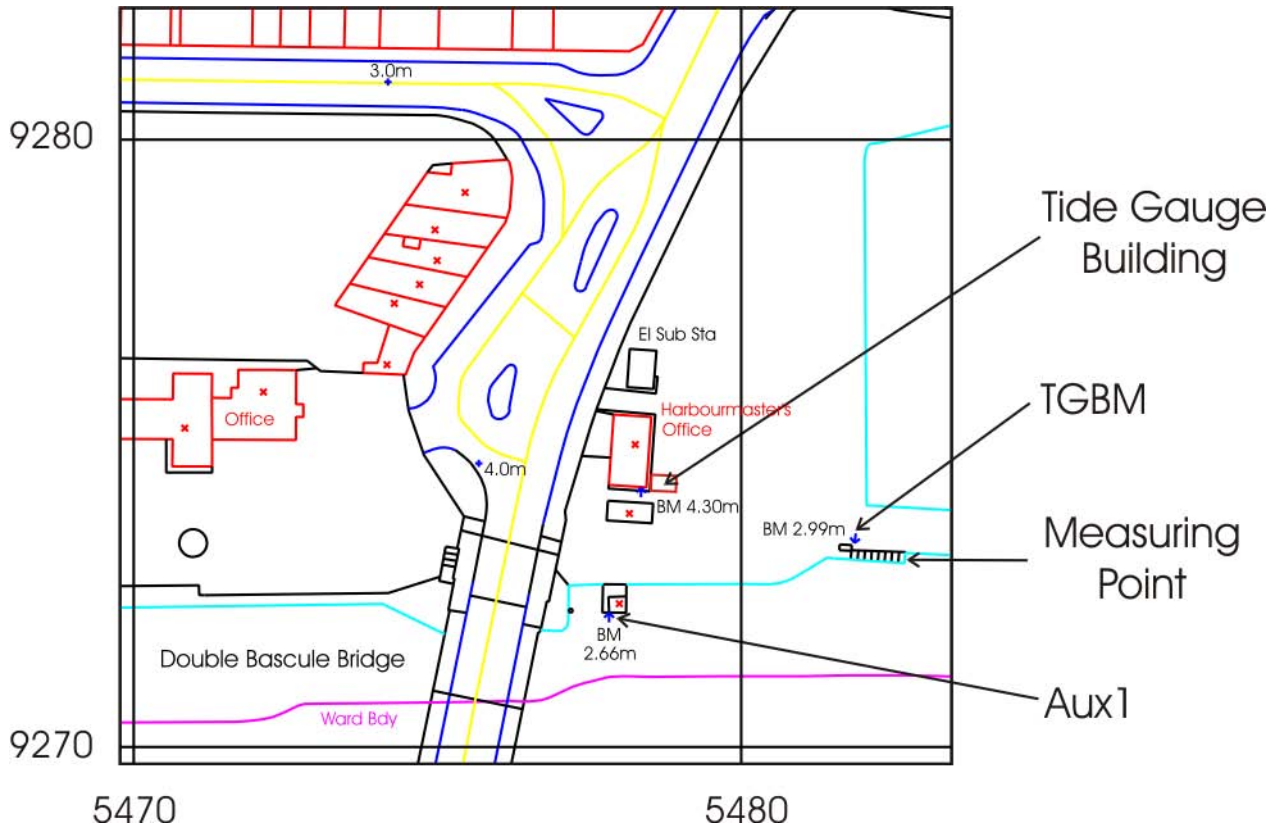 3.0m
9280
Tide Gauge
Building
El Sub Sta
Harbourmaster's
Office
Office
TGBM
4.0m
BM 4.30m
BM 2.99m
Measuring
Point
BM
2.66m
Double Bascule Bridge
Aux1
Ward Bdy
9270
5470
5480